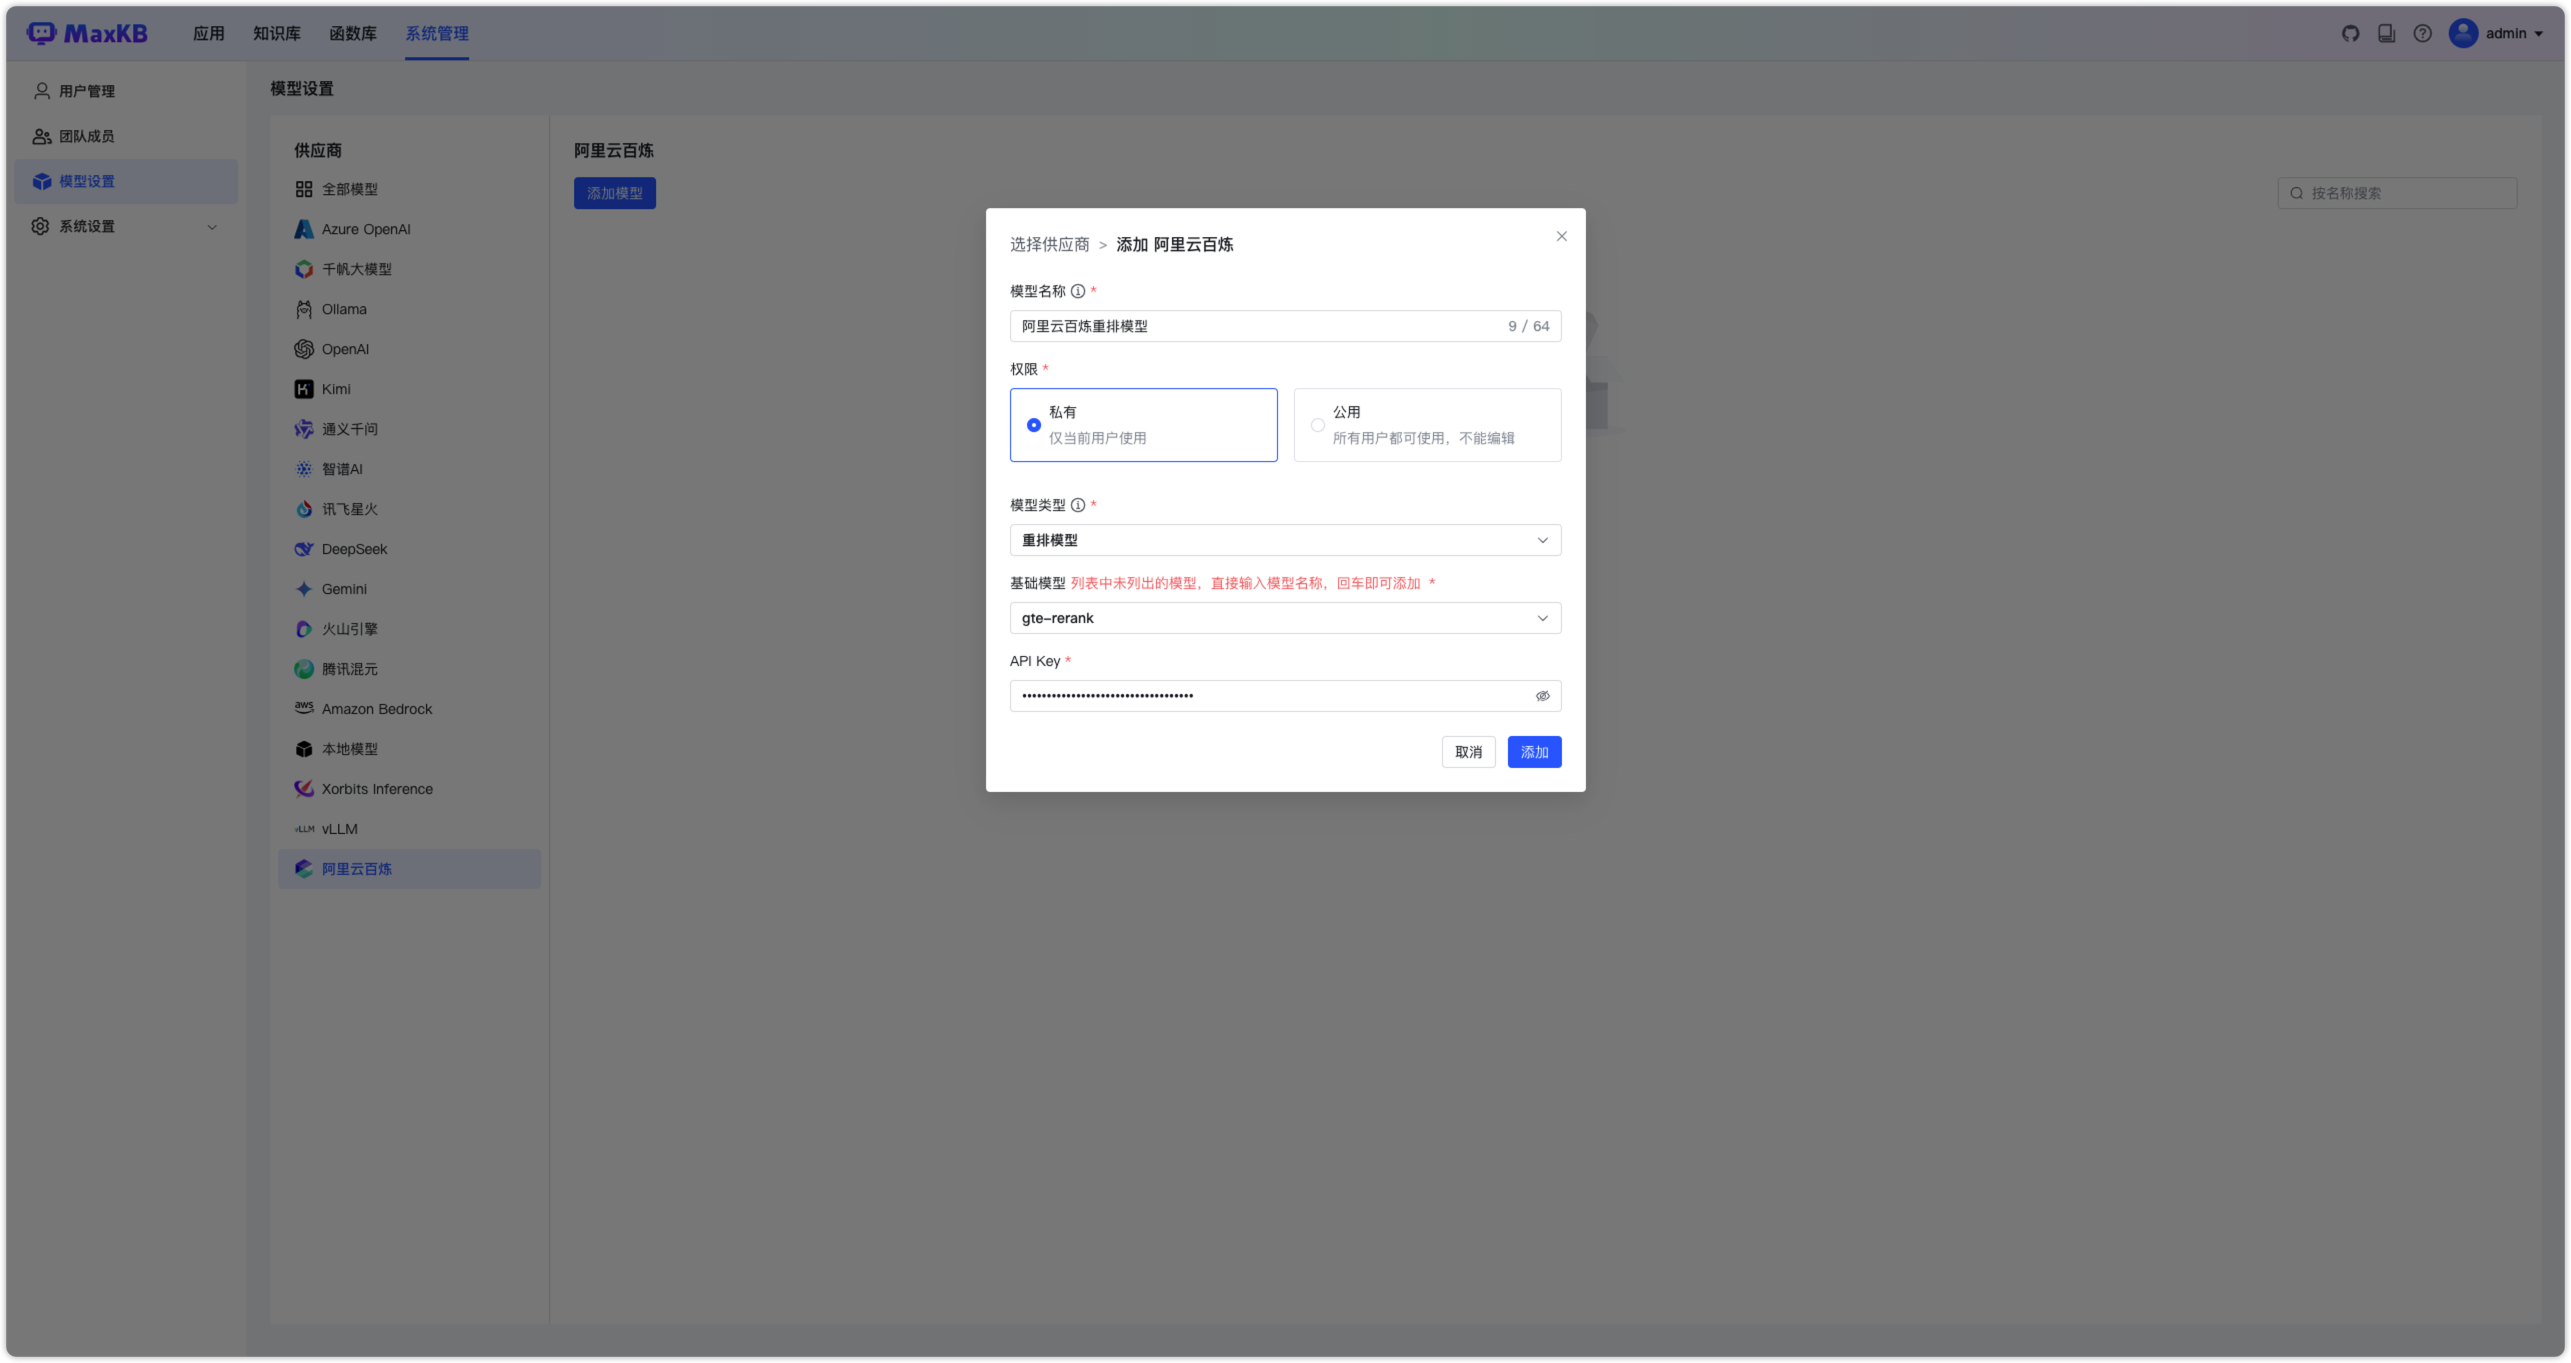 MaxKB
应用
知识库
函数库
系统管理
admin
用户管理
团队成员
模型设置
系统设置
模型设置
供应商
全部模型
Azure OpenAI
千帆大模型
Ollama
OpenAI
Kimi
通义千问
智谱AI
讯飞星火
DeepSeek
Gemini
火山引擎
腾讯混元
aws Amazon Bedrock
本地模型
Xorbits Inference
vLLM vLLM
阿里云百炼
阿里云百炼
添加模型
按名称搜索
选择供应商 > 添加 阿里云百炼
模型名称 *
阿里云百炼重排模型 9 / 64
权限 *
私有
仅当前用户使用
公用
所有用户都可使用，不能编辑
模型类型 *
重排模型
基础模型 列表中未列出的模型，直接输入模型名称，回车即可添加 *
gte-rerank
API Key *
取消
添加